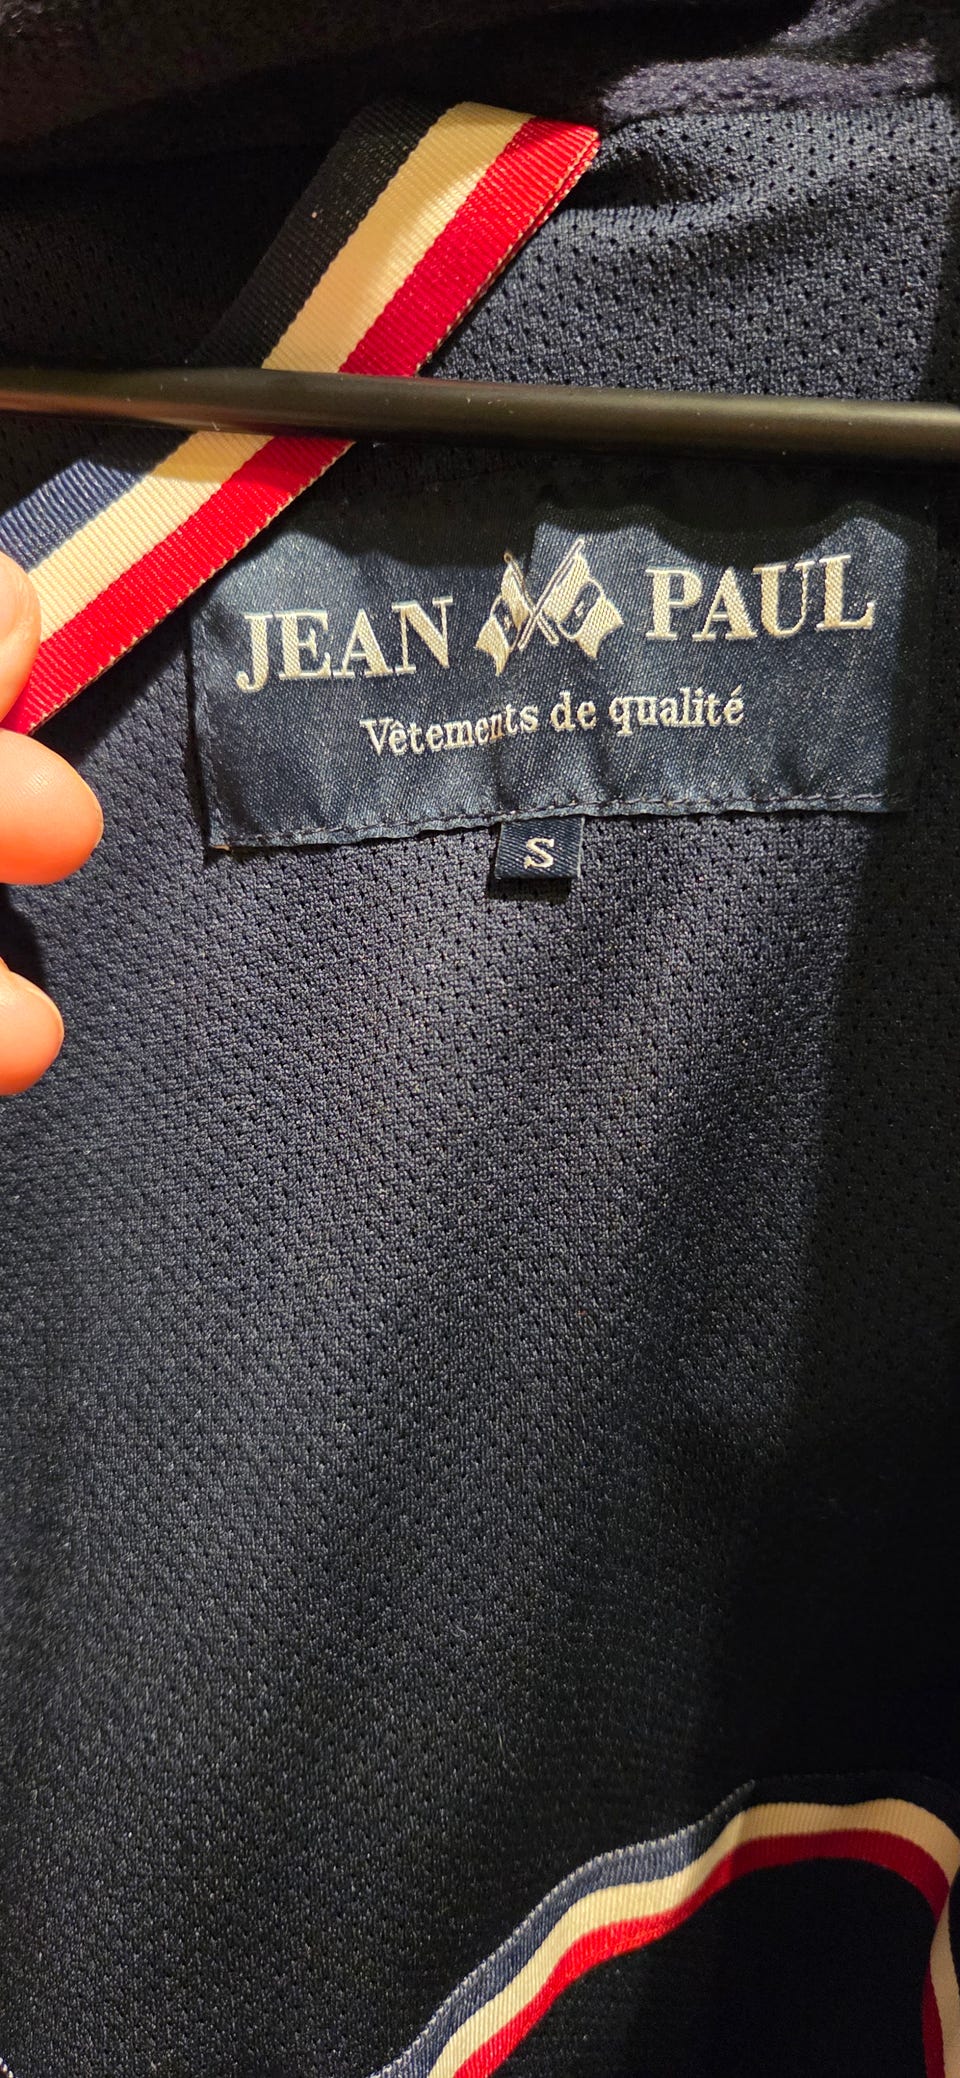 JEAN PAUL
Vêtements de qualité
S